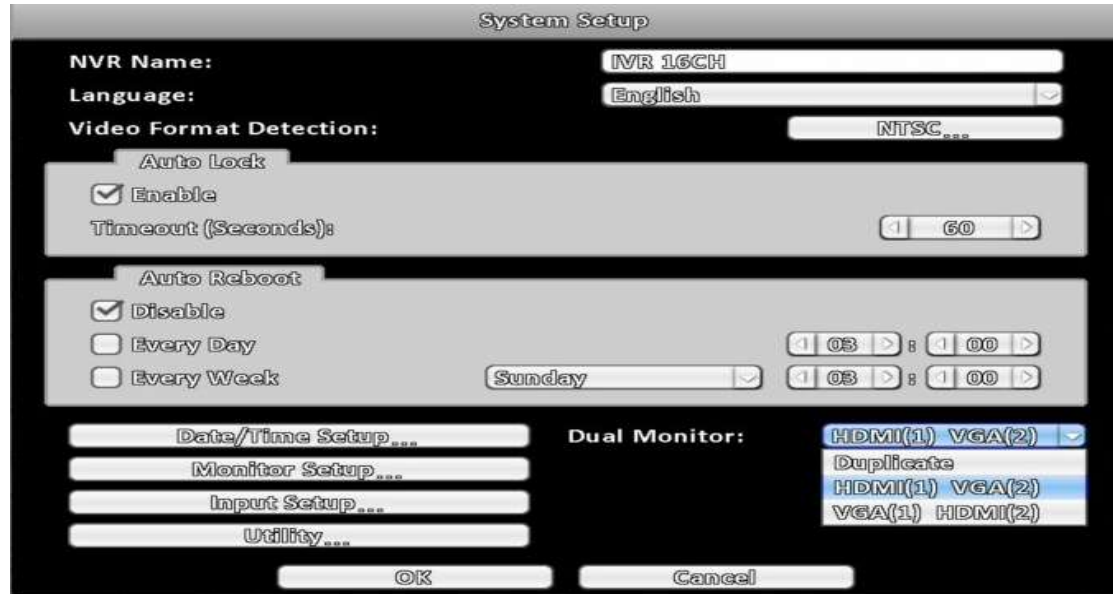 System Setup
NVR Name: IVR 16CH
Language: English
Video Format Detection: NTSC...
Auto Lock
Enable
Timeout (Seconds): 60
Auto Reboot
Disable
Every Day 03 : 00
Every Week Sunday 03 : 00
Date/Time Setup... Dual Monitor: HDMI(1) VGA(2)
Monitor Setup... Duplicate
Input Setup... HDMI(1) VGA(2)
Utility... VGA(1) HDMI(2)
OK Cancel